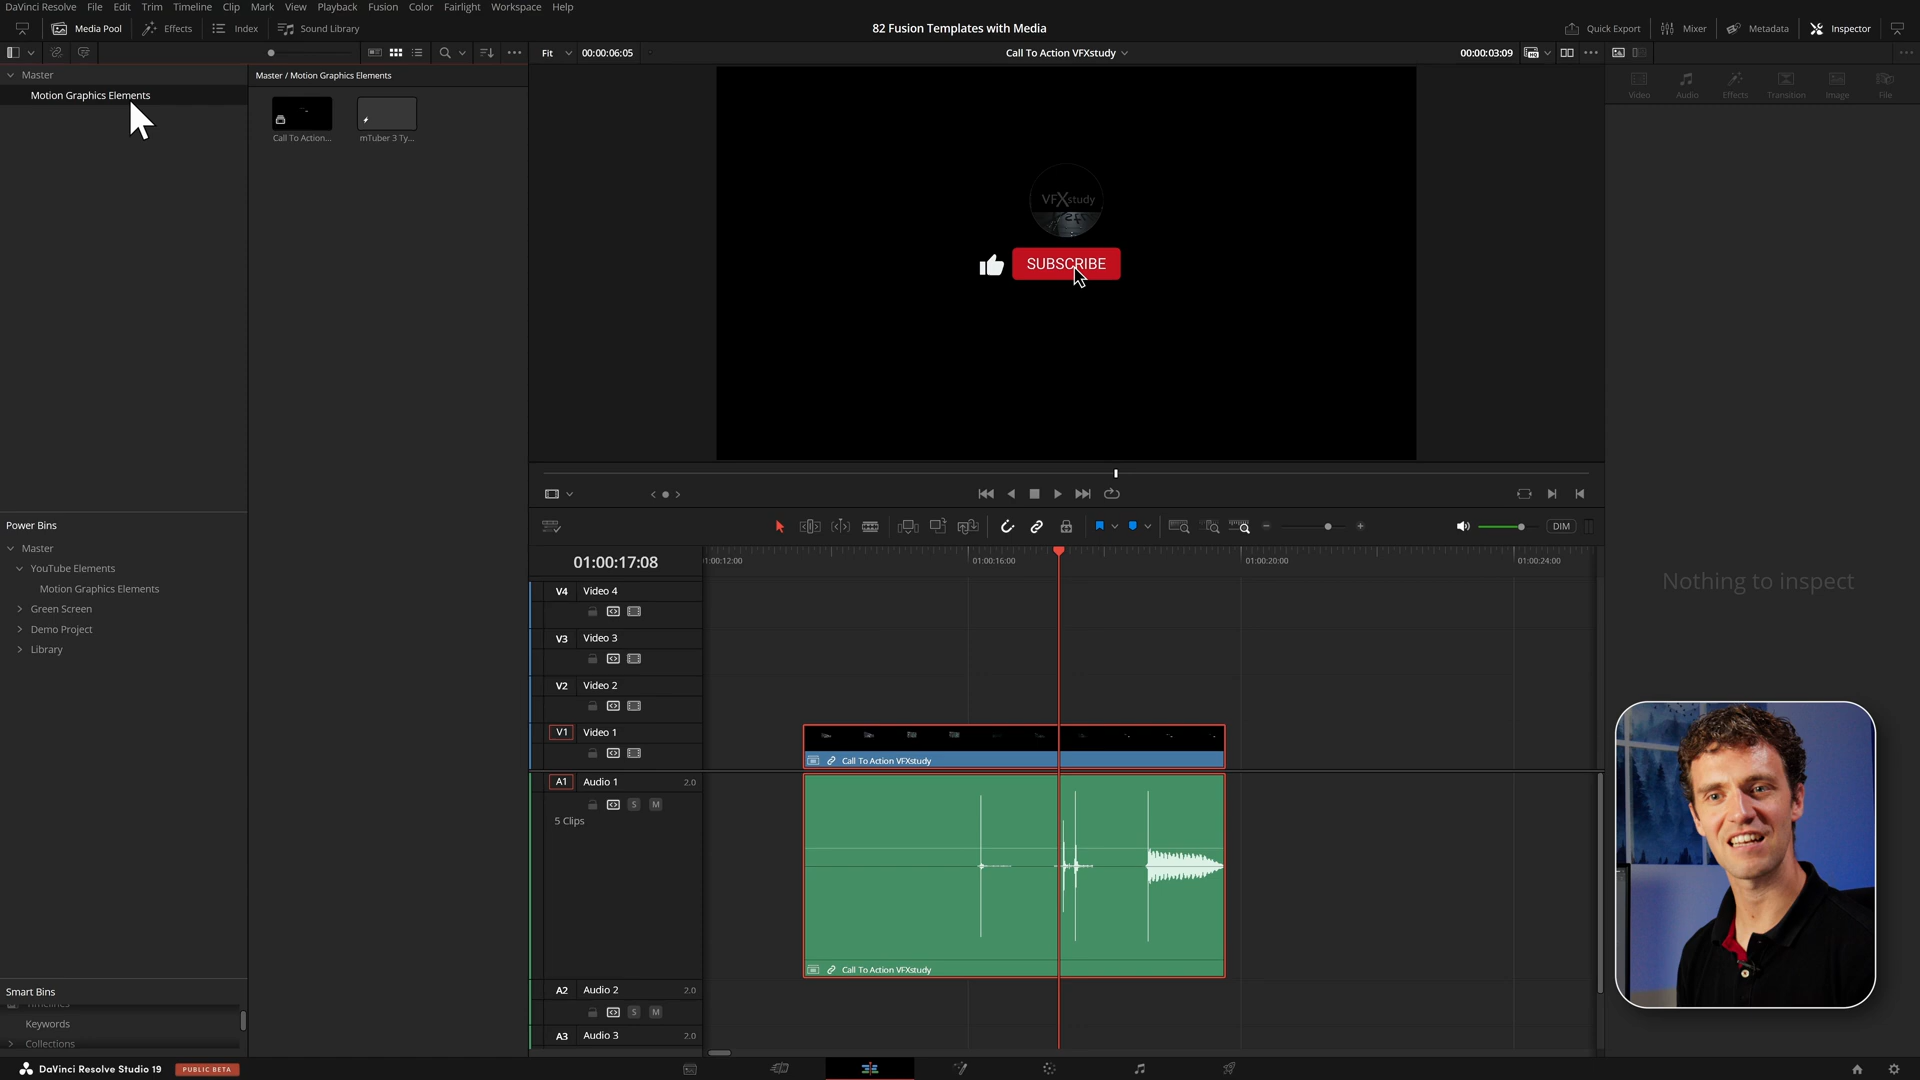 DaVinci Resolve File Edit Trim Timeline Clip Mark View Playback Fusion Color Fairlight Workspace Help
Media Pool Effects Index Sound Library
82 Fusion Templates with Media
Quick Export Mixer Metadata Inspector
Fit 00:00:06:05
Call To Action VFXstudy
00:00:03:09
Master
Motion Graphics Elements
Master / Motion Graphics Elements
Call To Action...
mTuber 3 Ty...
VFXstudy
SUBSCRIBE
Video Audio Effects Transition Image File
Nothing to inspect
Power Bins
Master
YouTube Elements
Motion Graphics Elements
Green Screen
Demo Project
Library
Smart Bins
Keywords
Collections
DIM
01:00:17:08
1:00:12:00
01:00:16:00
01:00:20:00
01:00:24:00
V4 Video 4
V3 Video 3
V2 Video 2
V1 Video 1
Call To Action VFXstudy
A1 Audio 1 2.0
S M
5 Clips
Call To Action VFXstudy
A2 Audio 2 2.0
S M
A3 Audio 3 2.0
DaVinci Resolve Studio 19 PUBLIC BETA